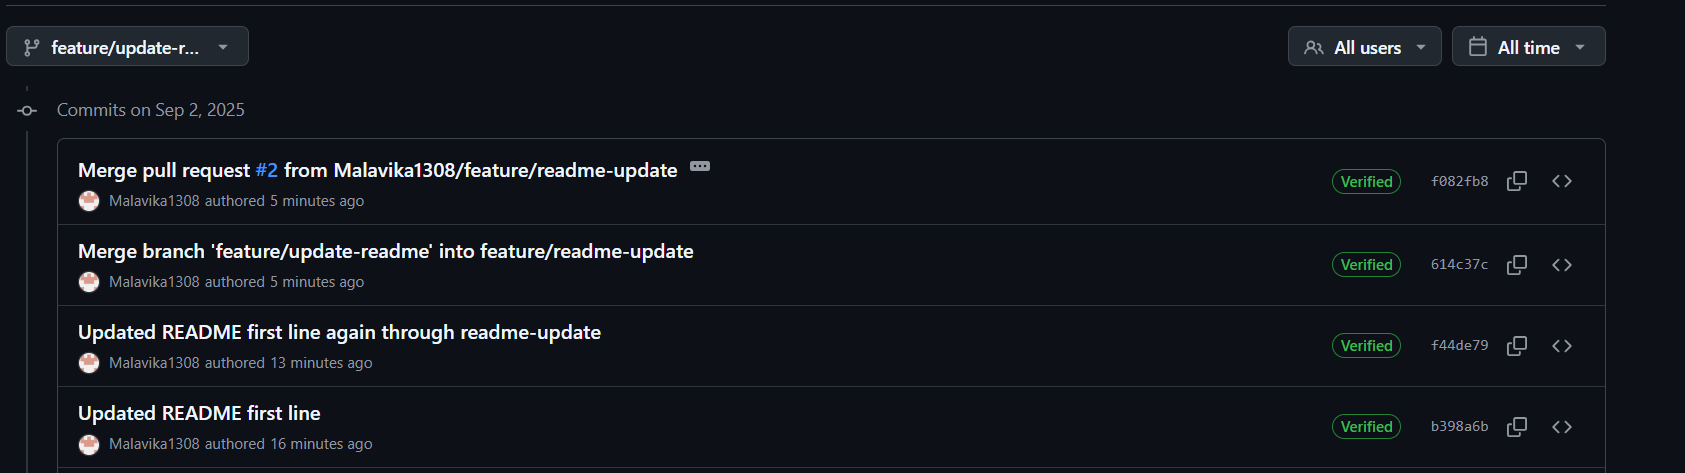 feature/update-r...
All users
All time
Commits on Sep 2, 2025
Merge pull request #2 from Malavika1308/feature/readme-update
Verified
f082fb8
Malavika1308 authored 5 minutes ago
Merge branch 'feature/update-readme' into feature/readme-update
Verified
614c37c
Malavika1308 authored 5 minutes ago
Updated README first line again through readme-update
Verified
f44de79
Malavika1308 authored 13 minutes ago
Updated README first line
Verified
b398a6b
Malavika1308 authored 16 minutes ago